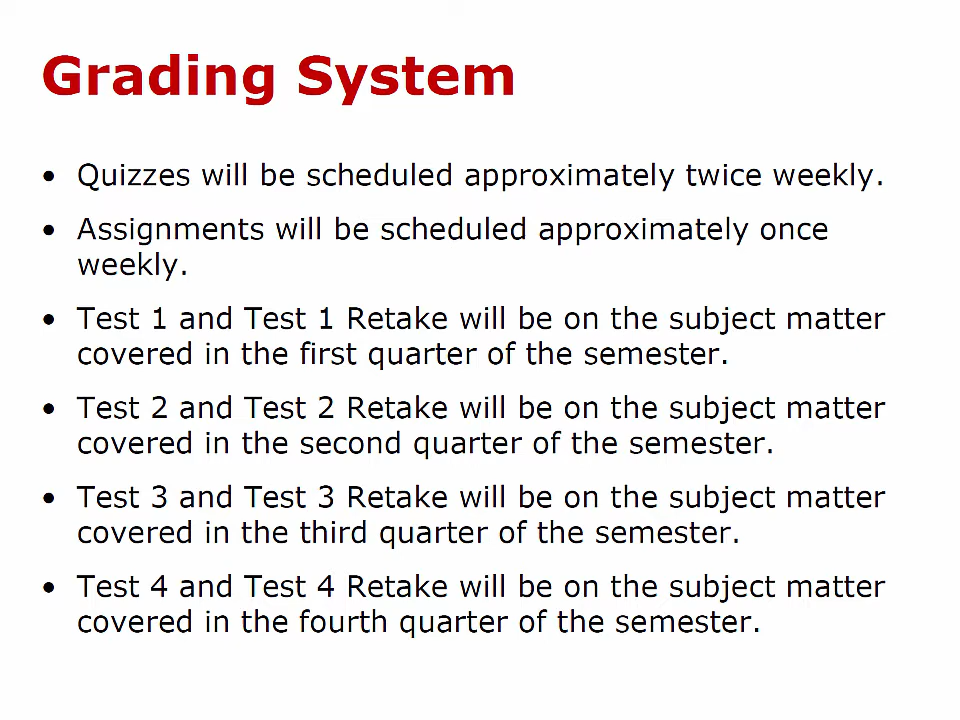 Grading System
• Quizzes will be scheduled approximately twice weekly.
• Assignments will be scheduled approximately once
weekly.
• Test 1 and Test 1 Retake will be on the subject matter
covered in the first quarter of the semester.
• Test 2 and Test 2 Retake will be on the subject matter
covered in the second quarter of the semester.
• Test 3 and Test 3 Retake will be on the subject matter
covered in the third quarter of the semester.
• Test 4 and Test 4 Retake will be on the subject matter
covered in the fourth quarter of the semester.